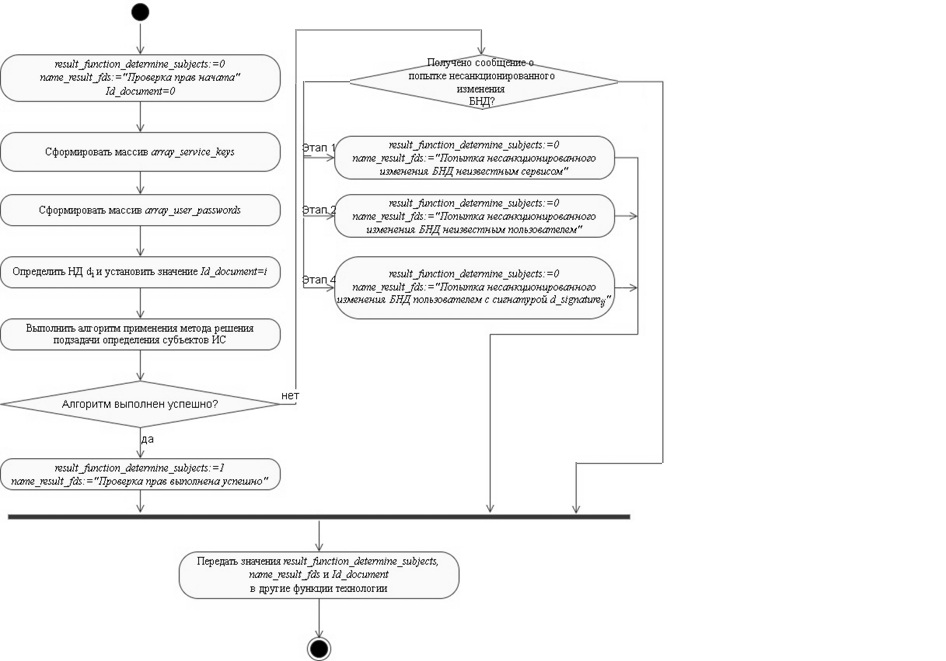 result_function_determine_subjects:=0
name_result_fds:="Проверка прав начата"
Id_document=0
Сформировать массив array_service_keys
Сформировать массив array_user_passwords
Определить НД di и установить значение Id_document=i
Выполнить алгоритм применения метода решения
подзадачи определения субъектов ИС
Алгоритм выполнен успешно?
нет
да
result_function_determine_subjects:=1
name_result_fds:="Проверка прав выполнена успешно"
Получено сообщение о
попытке несанкционированного
изменения
БНД?
Этап 1
result_function_determine_subjects:=0
name_result_fds:="Попытка несанкционированного
изменения БНД неизвестным сервисом"
Этап 2
result_function_determine_subjects:=0
name_result_fds:="Попытка несанкционированного
изменения БНД неизвестным пользователем"
Этап 4
result_function_determine_subjects:=0
name_result_fds:="Попытка несанкционированного
изменения БНД пользователем с сигнатурой d_signatureij"
Передать значения result_function_determine_subjects,
name_result_fds и Id_document
в другие функции технологии